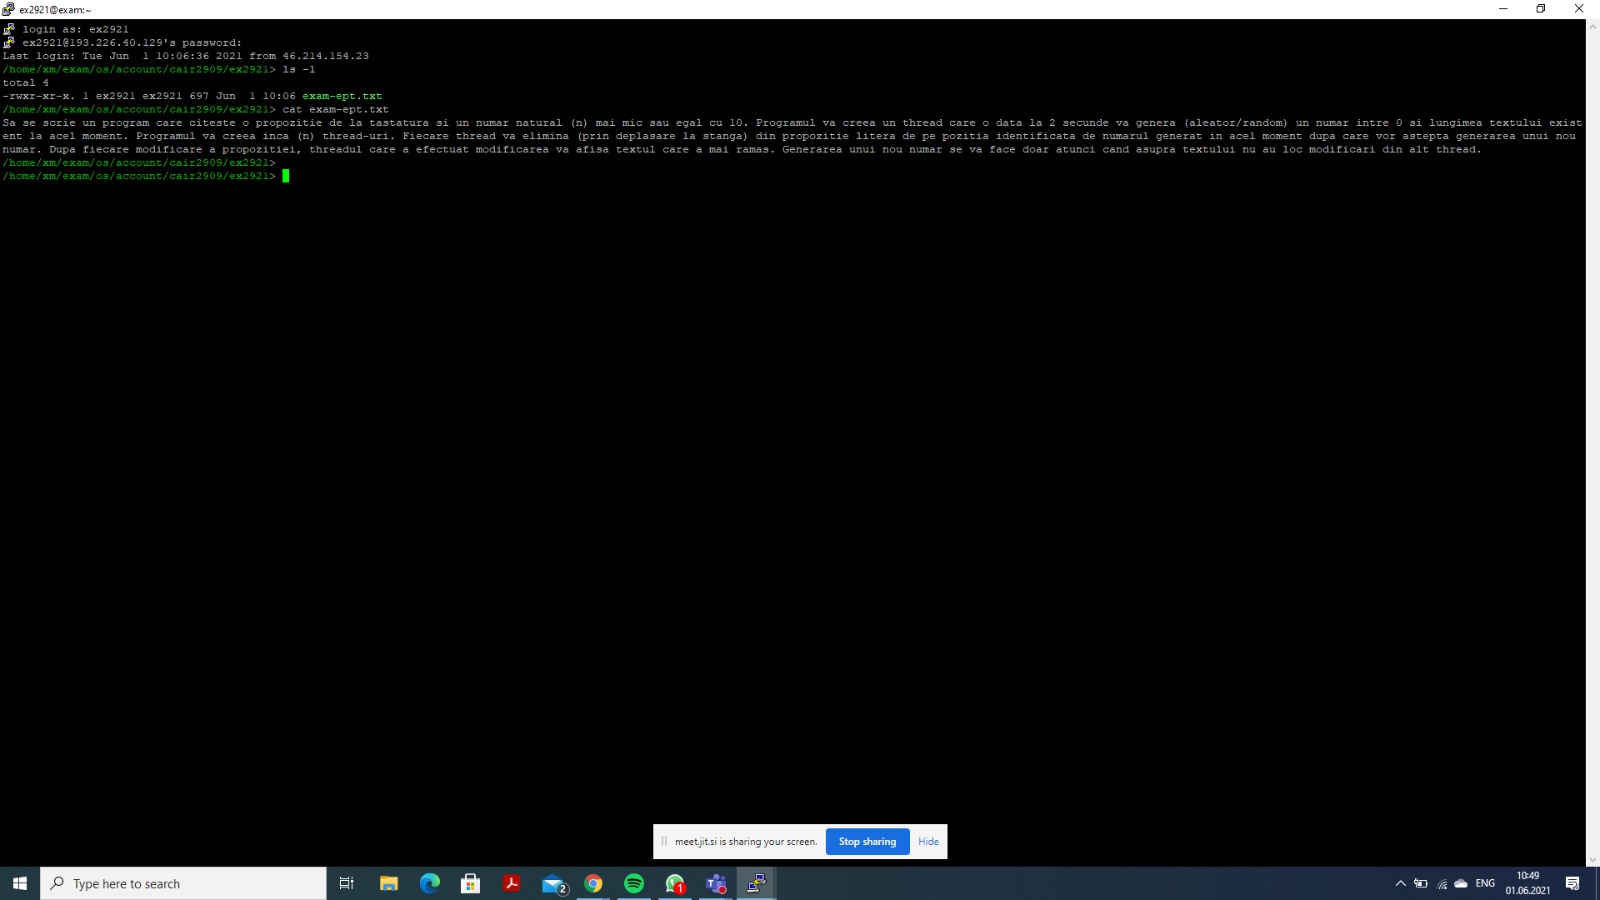 ex2921@exam:~
login as: ex2921
ex2921@193.226.40.129's password:
Last login: Tue Jun  1 10:06:36 2021 from 46.214.154.23
/home/xm/exam/os/account/cair2909/ex2921> ls -l
total 4
-rwxr-xr-x. 1 ex2921 ex2921 697 Jun  1 10:06 exam-ept.txt
/home/xm/exam/os/account/cair2909/ex2921> cat exam-ept.txt
Sa se scrie un program care citeste o propozitie de la tastatura si un numar natural (n) mai mic sau egal cu 10. Programul va creea un thread care o data la 2 secunde va genera (aleator/random) un numar intre 0 si lungimea textului exist
ent la acel moment. Programul va creea inca (n) thread-uri. Fiecare thread va elimina (prin deplasare la stanga) din propozitie litera de pe pozitia identificata de numarul generat in acel moment dupa care vor astepta generarea unui nou
numar. Dupa fiecare modificare a propozitiei, threadul care a efectuat modificarea va afisa textul care a mai ramas. Generarea unui nou numar se va face doar atunci cand asupra textului nu au loc modificari din alt thread.
/home/xm/exam/os/account/cair2909/ex2921>
/home/xm/exam/os/account/cair2909/ex2921>
meet.jit.si is sharing your screen. Stop sharing Hide
Type here to search 2 1 ENG 10:49
01.06.2021